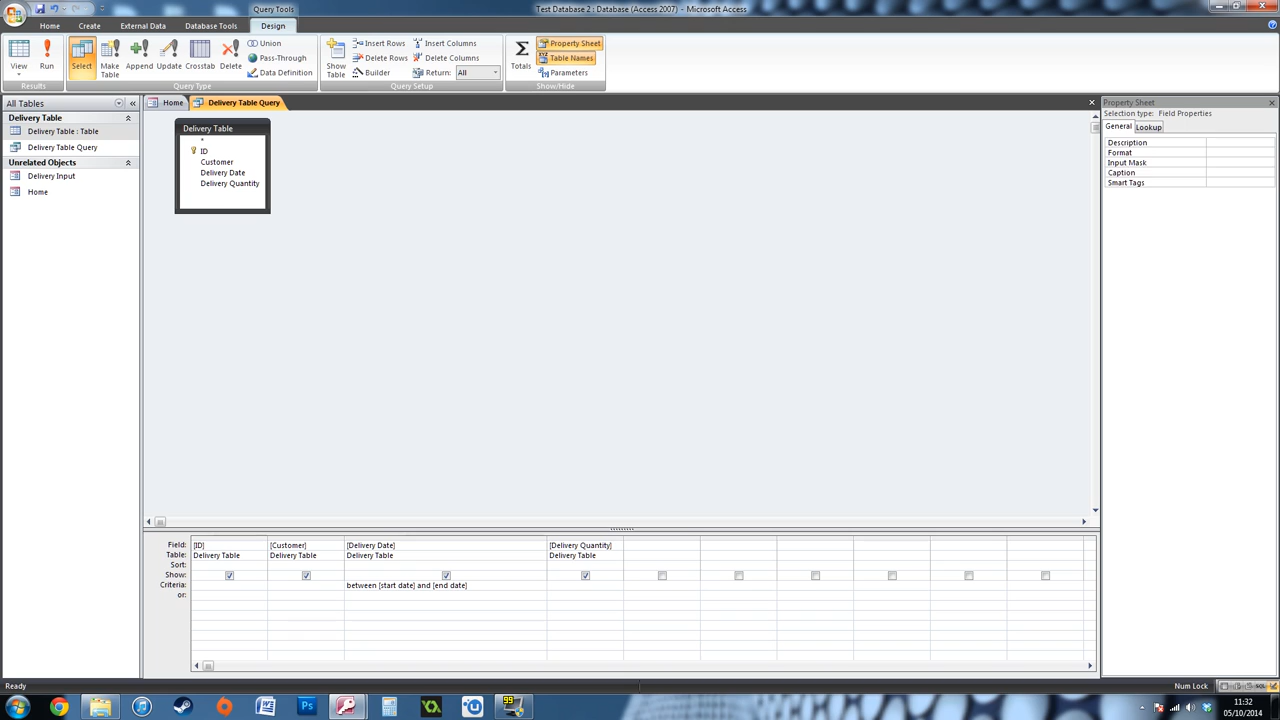 Query Tools
Test Database 2 : Database (Access 2007) - Microsoft Access
Home Create External Data Database Tools Design
View
Run
Results
Select
Make Table
Append
Update
Crosstab
Delete
Union
Pass-Through
Data Definition
Query Type
Show Table
Insert Rows
Delete Rows
Builder
Insert Columns
Delete Columns
Return: All
Query Setup
Totals
Property Sheet
Table Names
Parameters
Show/Hide
All Tables
Delivery Table
Delivery Table : Table
Delivery Table Query
Unrelated Objects
Delivery Input
Home
Home Delivery Table Query
Delivery Table
*
ID
Customer
Delivery Date
Delivery Quantity
Property Sheet
Selection type: Field Properties
General Lookup
Description
Format
Input Mask
Caption
Smart Tags
Field: [ID] [Customer] [Delivery Date] [Delivery Quantity]
Table: Delivery Table Delivery Table Delivery Table Delivery Table
Sort:
Show:
Criteria: between [start date] and [end date]
or:
Ready
Num Lock
99
11:32
05/10/2014